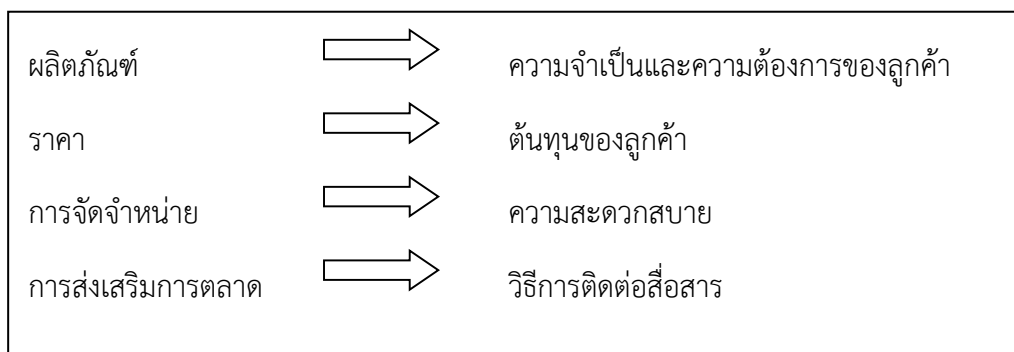 ผลิตภัณฑ์ ความจำเป็นและความต้องการของลูกค้า
ราคา ต้นทุนของลูกค้า
การจัดจำหน่าย ความสะดวกสบาย
การส่งเสริมการตลาด วิธีการติดต่อสื่อสาร